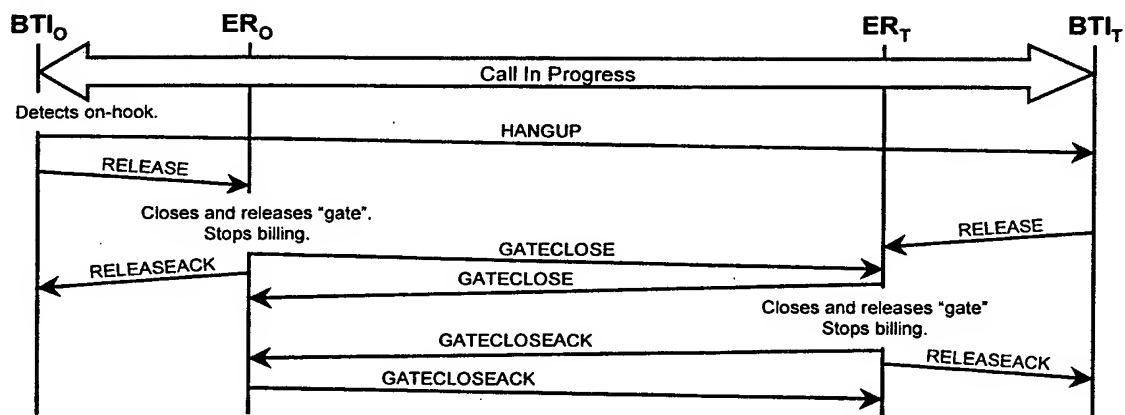 BTIO ERO ERT BTIT
Call In Progress
Detects on-hook.
HANGUP
RELEASE
Closes and releases "gate".
Stops billing.
RELEASE
GATECLOSE
RELEASEACK
GATECLOSE
Closes and releases "gate"
Stops billing.
GATECLOSEACK
RELEASEACK
GATECLOSEACK